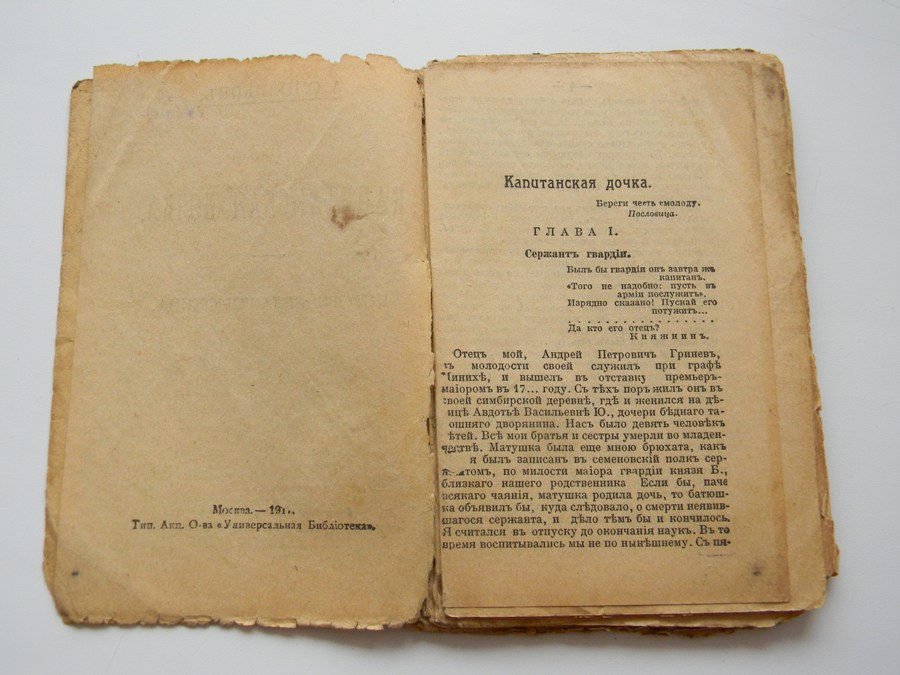 Москва.—191
Тип. Акц. О-ва «Универсальная Библіотека».
Капитанская дочка.
Береги честь смолоду.
Пословица.
ГЛАВА I.
Сержантъ гвардіи.
Былъ бы гвардіи онъ завтра же
капитанъ.
«Того не надобно: пусть въ
арміи послужитъ».
Изрядно сказано! Пускай его
потужитъ...
. . . . . . . . . . . . . . . . .
Да кто его отецъ?
Княжнинъ.
Отецъ мой, Андрей Петровичъ Гриневъ,
ъ молодости своей служилъ при графѣ
Минихѣ, и вышелъ въ отставку премьеръ-
маіоромъ въ 17... году. Съ тѣхъ поръ жилъ онъ въ
своей симбирской деревнѣ, гдѣ и женился на дѣ-
ицѣ Авдотьѣ Васильевнѣ Ю., дочери бѣднаго та-
ошняго дворянина. Насъ было девять человѣкъ
ѣтей. Всѣ мои братья и сестры умерли во младен-
чествѣ. Матушка была еще мною брюхата, какъ
я былъ записанъ въ семеновскій полкъ сер-
томъ, по милости маіора гвардіи князя Б.,
близкаго нашего родственника Если бы, паче
всякаго чаянія, матушка родила дочь, то батюш-
ка объявилъ бы, куда слѣдовало, о смерти неявив-
шагося сержанта, и дѣло тѣмъ бы и кончилось.
Я считался въ отпуску до окончанія наукъ. Въ то
время воспитывались мы не по нынѣшнему. Съ пя-